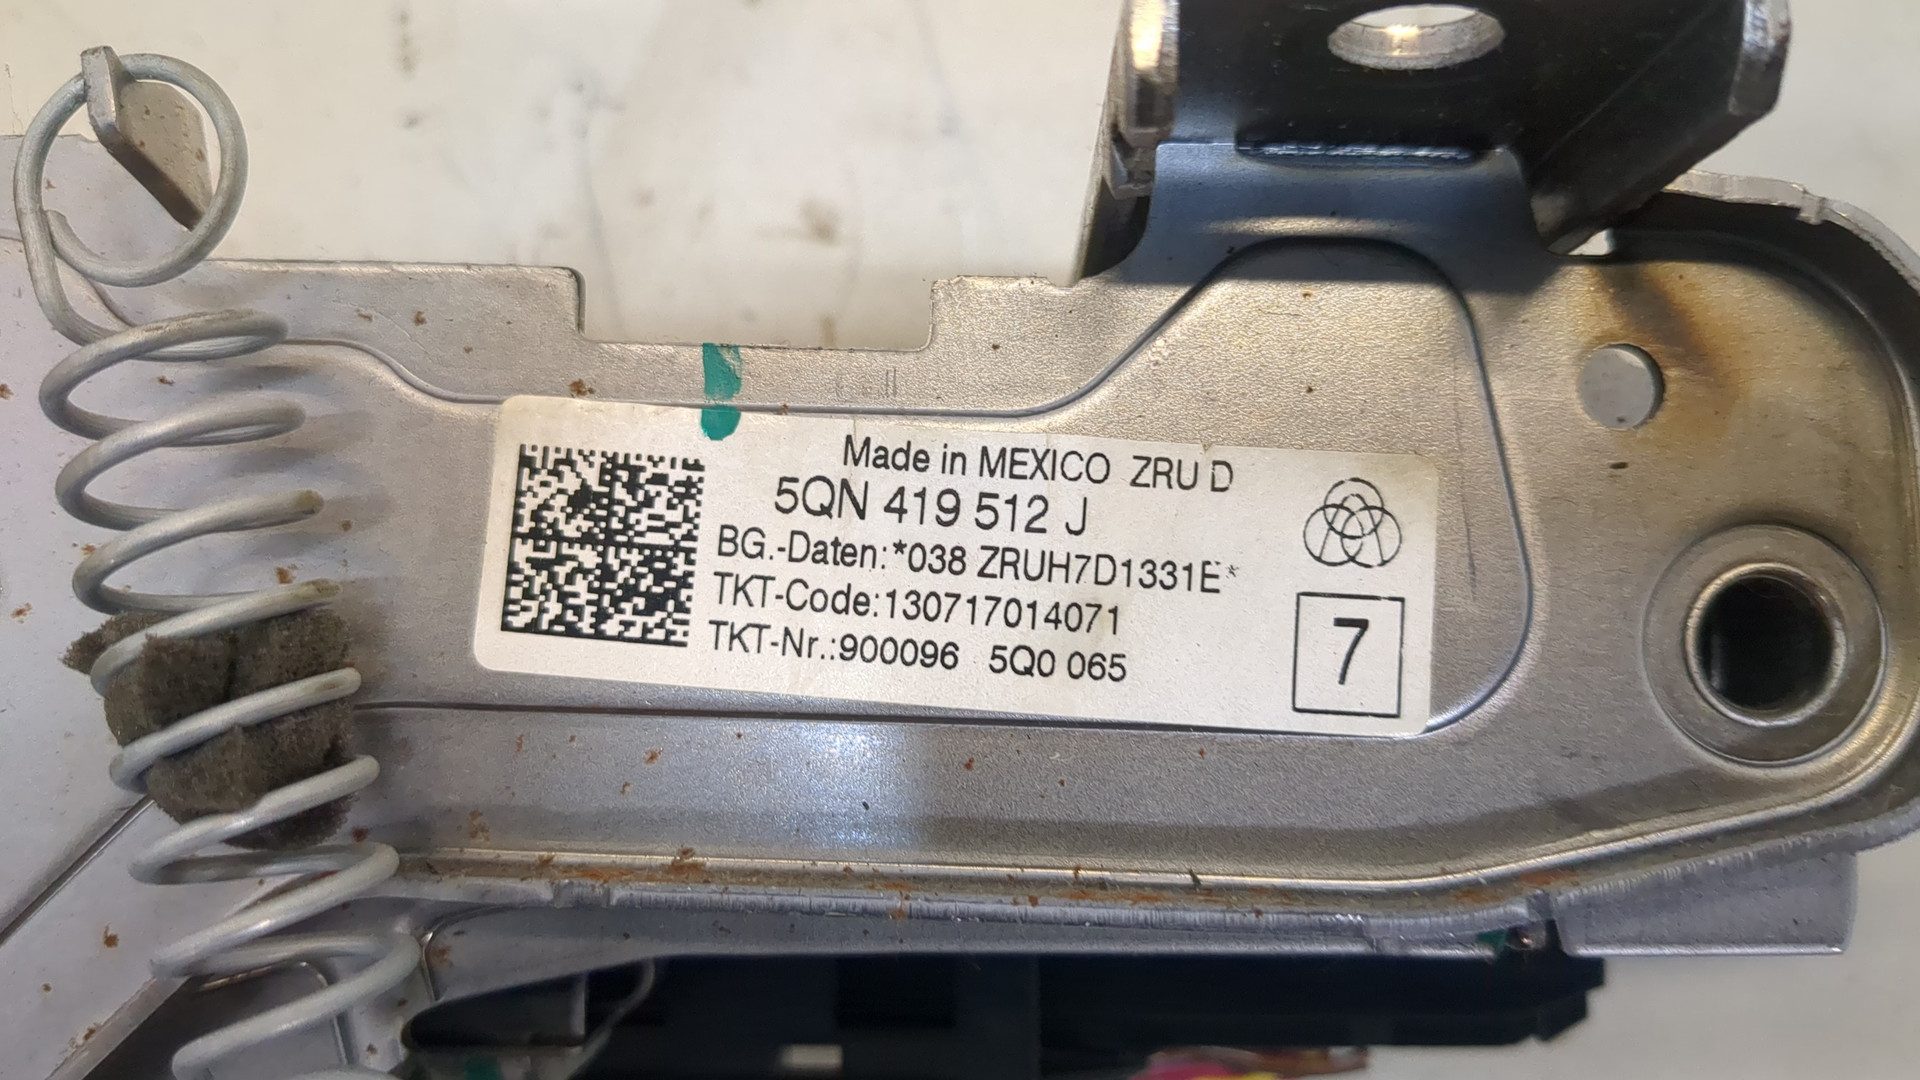 Made in MEXICO ZRU D
5QN 419 512 J
BG.-Daten:*038 ZRUH7D1331E*
TKT-Code:130717014071
TKT-Nr.:900096 5Q0 065
7